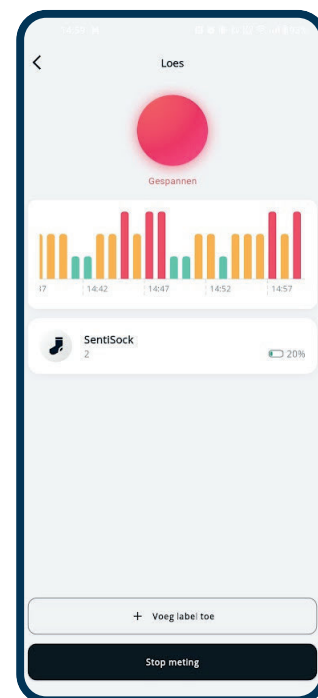 Loes
Gespannen
14:42 14:47 14:52 14:57
SentiSock
2
20%
+ Voeg label toe
Stop meting